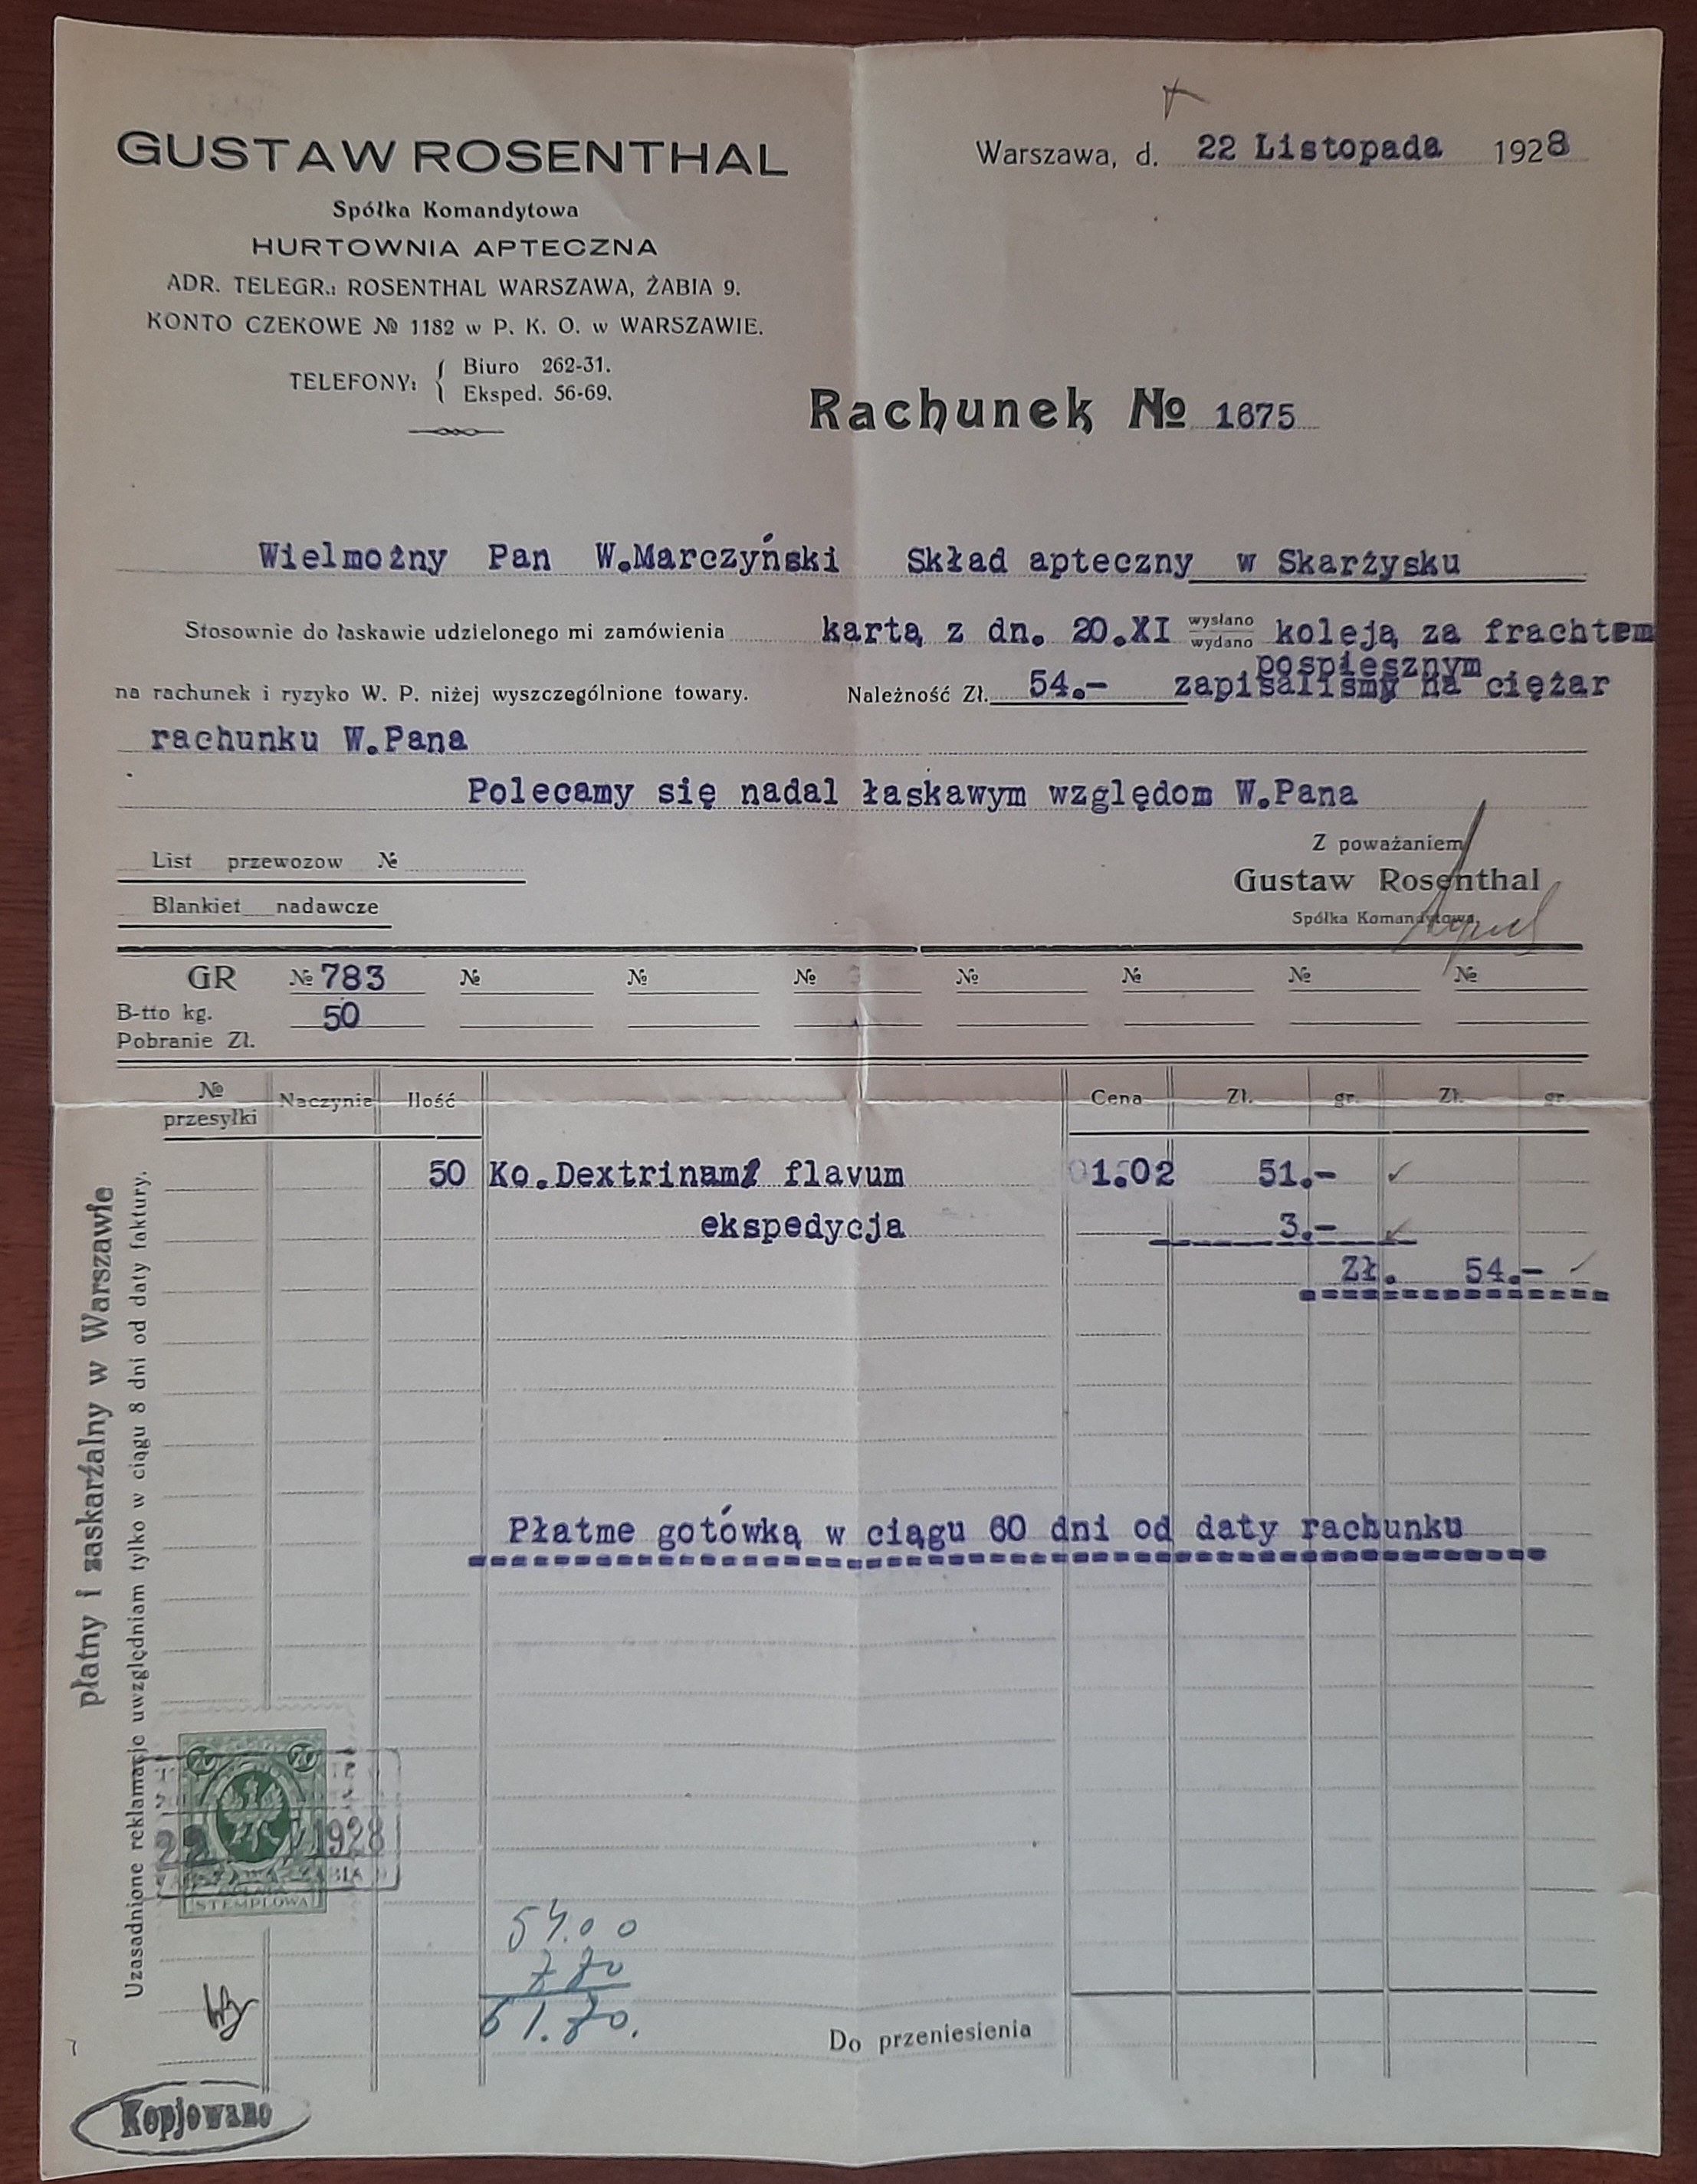 GUSTAW ROSENTHAL
Spółka Komandytowa
HURTOWNIA APTECZNA
ADR. TELEGR.: ROSENTHAL WARSZAWA, ŻABIA 9.
KONTO CZEKOWE № 1182 w P. K. O. w WARSZAWIE.
TELEFONY: { Biuro 262-31.
Eksped. 56-69.
Warszawa, d. 22 Listopada 1928
Rachunek № 1675
Wielmożny Pan W.Marczyński Skład apteczny w Skarżysku
Stosownie do łaskawie udzielonego mi zamówienia kartą z dn. 20.XI wysłano wydano koleją za frachtem
pospiesznym
na rachunek i ryzyko W. P. niżej wyszczególnione towary. Należność Zł. 54.- zapisaliśmy na ciężar
rachunku W.Pana
Polecamy się nadal łaskawym względom W.Pana
Z poważaniem
Gustaw Rosenthal
Spółka Komandytowa
List przewozow №
Blankiet nadawcze
GR № 783 № № № № № № №
B-tto kg. 50
Pobranie Zł.
№ przesyłki Naczynie Ilość Cena Zł. gr. Zł. gr
50 Ko.Dextrinam flavum 1.02 51.-
ekspedycja 3.-
Zł. 54.-
Płatme gotówką w ciągu 60 dni od daty rachunku
płatny i zaskarżalny w Warszawie
Uzasadnione reklamacje uwzględniam tylko w ciągu 8 dni od daty faktury.
22 1928
STEMPLOWA
54.00
7 80
61.80.
Do przeniesienia
Kopjowano